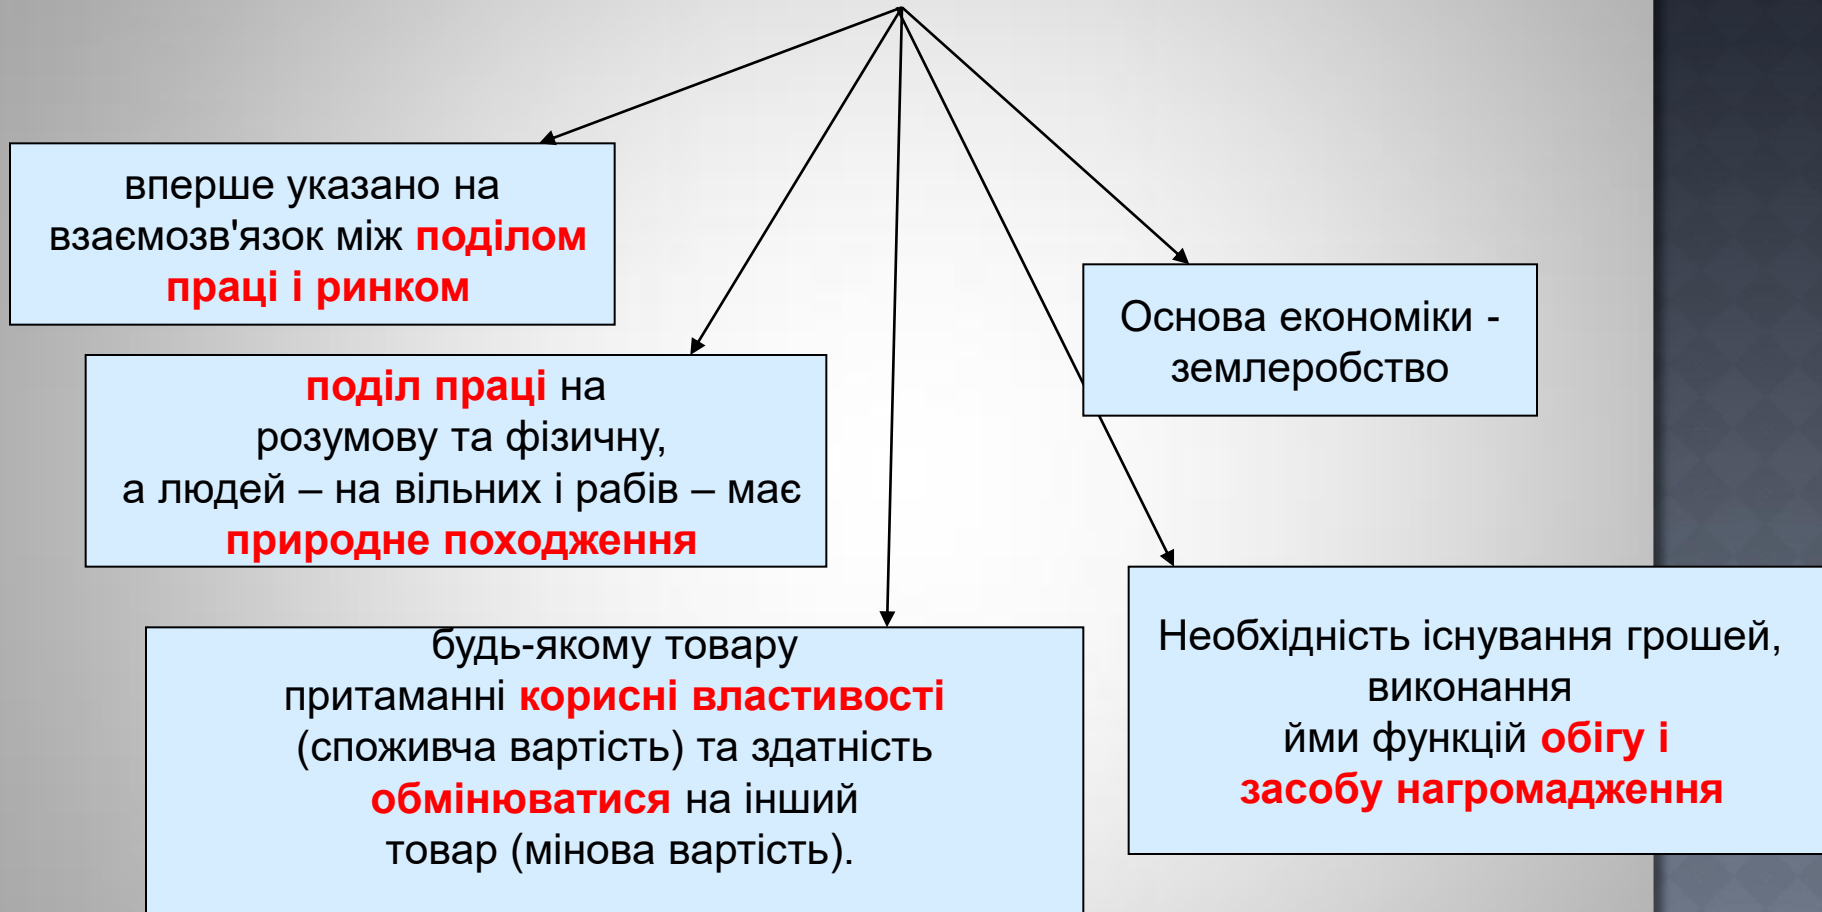 вперше указано на
взаємозв'язок між поділом
праці і ринком
поділ праці на
розумову та фізичну,
а людей – на вільних і рабів – має
природне походження
будь-якому товару
притаманні корисні властивості
(споживча вартість) та здатність
обмінюватися на інший
товар (мінова вартість).
Основа економіки -
землеробство
Необхідність існування грошей,
виконання
йми функцій обігу і
засобу нагромадження